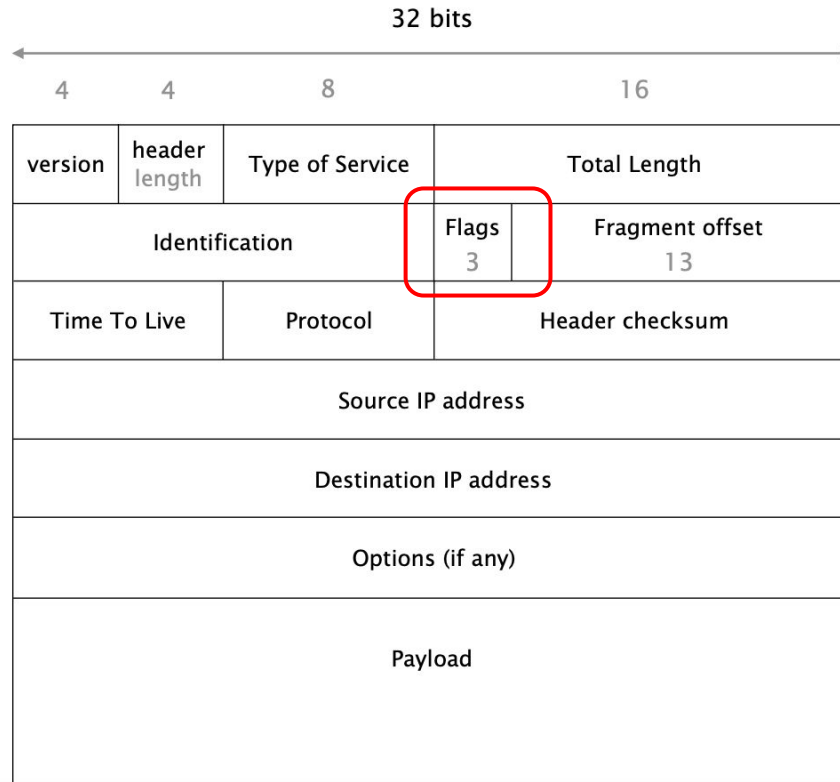 32 bits
4 4 8 16
version header length Type of Service Total Length
Identification Flags 3 Fragment offset 13
Time To Live Protocol Header checksum
Source IP address
Destination IP address
Options (if any)
Payload